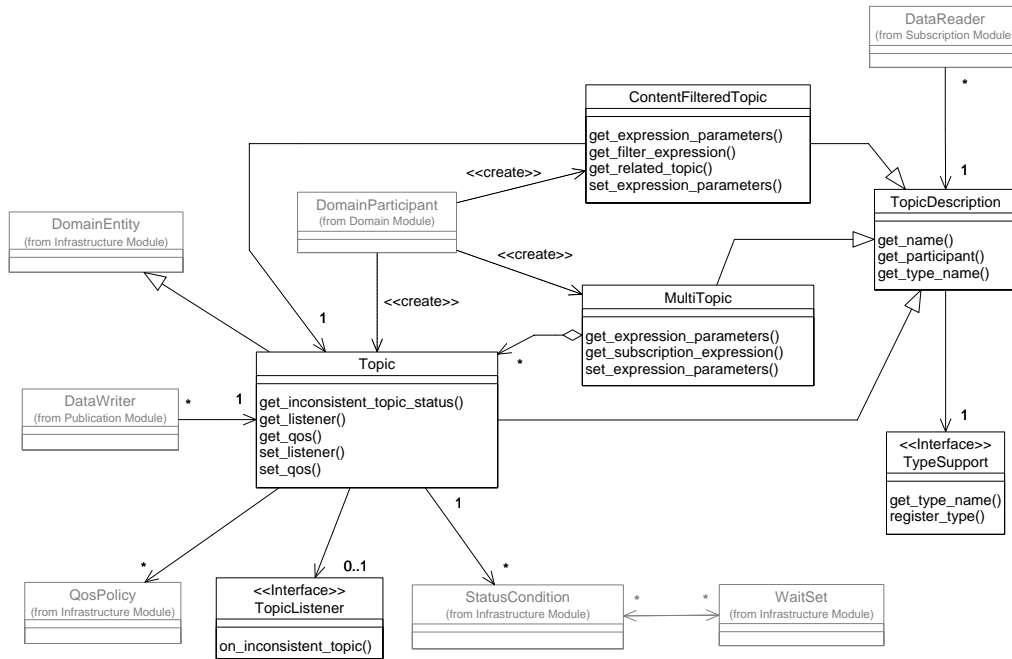 DataReader
(from Subscription Module)
*
1
ContentFilteredTopic
get_expression_parameters()
get_filter_expression()
get_related_topic()
set_expression_parameters()
<<create>>
DomainParticipant
(from Domain Module)
TopicDescription
get_name()
get_participant()
get_type_name()
DomainEntity
(from Infrastructure Module)
<<create>>
<<create>>
MultiTopic
get_expression_parameters()
get_subscription_expression()
set_expression_parameters()
1
*
Topic
get_inconsistent_topic_status()
get_listener()
get_qos()
set_listener()
set_qos()
DataWriter
(from Publication Module)
*
1
1
<<Interface>>
TypeSupport
get_type_name()
register_type()
1
*
0..1
*
QosPolicy
(from Infrastructure Module)
<<Interface>>
TopicListener
on_inconsistent_topic()
StatusCondition
(from Infrastructure Module)
*
*
WaitSet
(from Infrastructure Module)